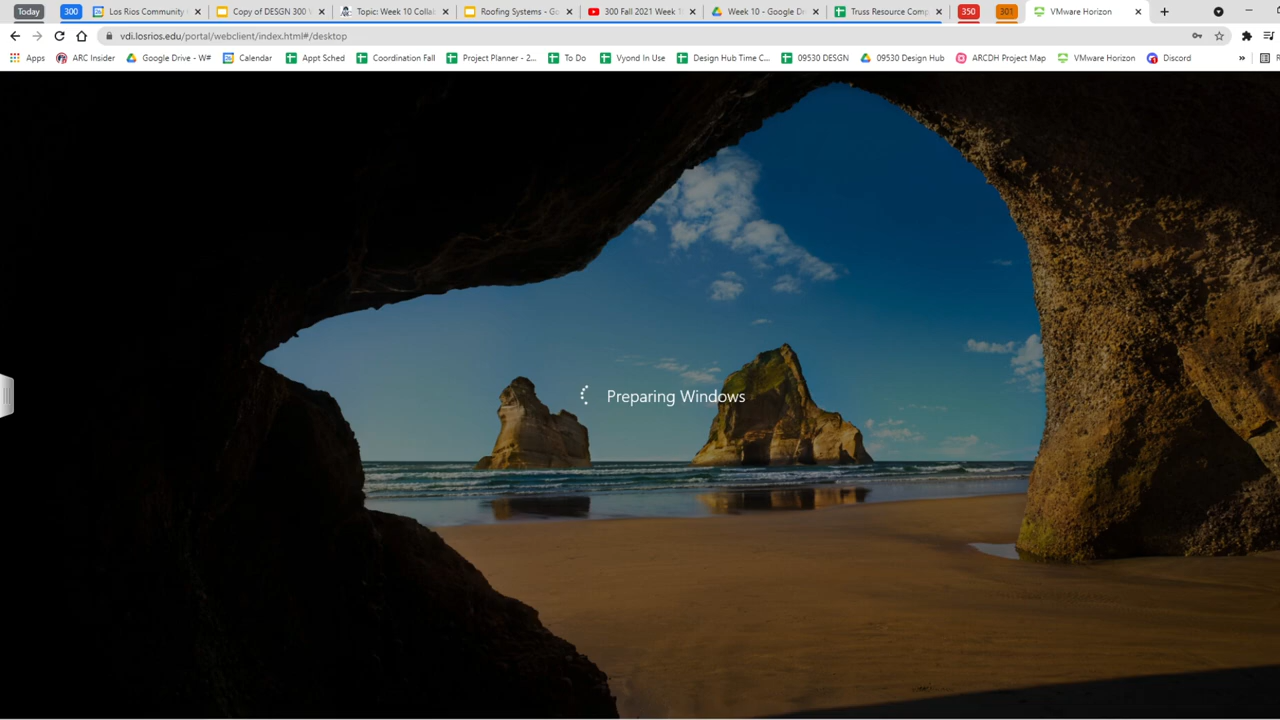 Today
300
Los Rios Community
Copy of DESGN 300
Topic: Week 10 Colla
Roofing Systems - Go
300 Fall 2021 Week 1
Week 10 - Google Dr
Truss Resource Comp
350
301
VMware Horizon
vdi.losrios.edu/portal/webclient/index.html#/desktop
Apps
ARC Insider
Google Drive - W#
Calendar
Appt Sched
Coordination Fall
Project Planner - 2...
To Do
Vyond In Use
Design Hub Time C...
09530 DESGN
09530 Design Hub
ARCDH Project Map
VMware Horizon
Discord
»
Preparing Windows